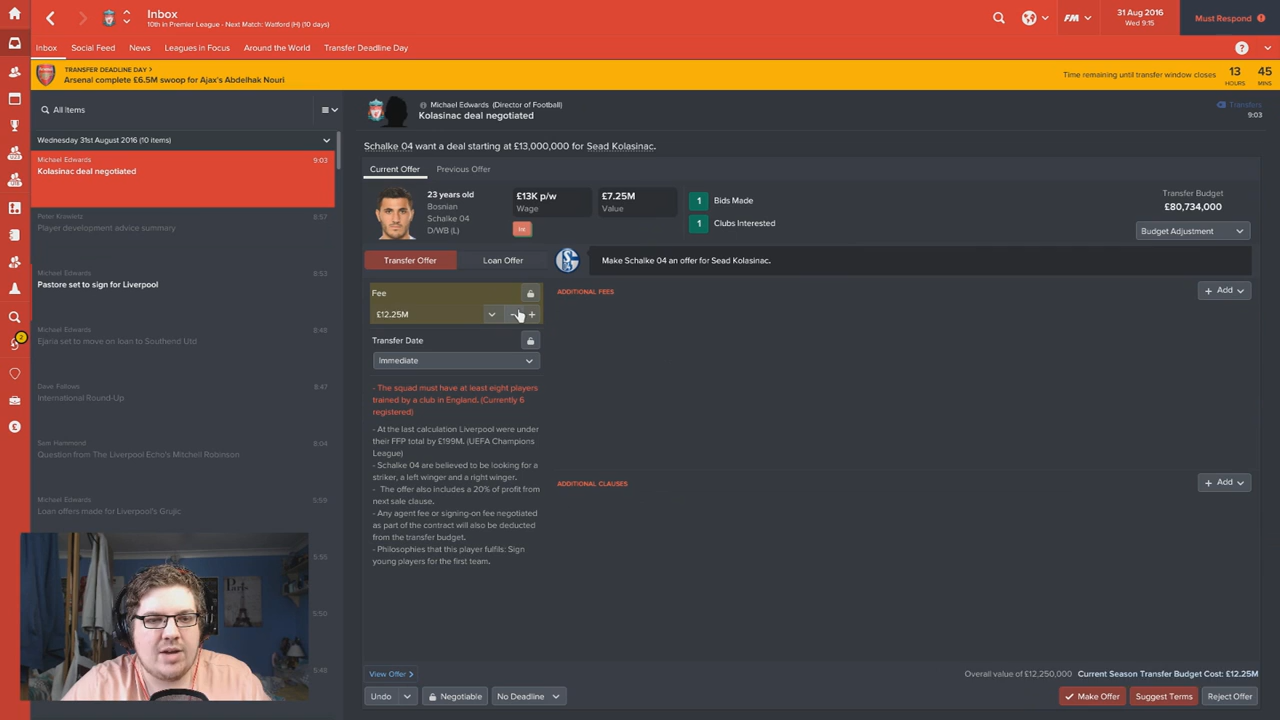 Inbox
10th in Premier League - Next Match: Watford (H) (10 days)
FM
31 Aug 2016
Wed 9:15
Must Respond
Inbox
Social Feed
News
Leagues in Focus
Around the World
Transfer Deadline Day
TRANSFER DEADLINE DAY >
Arsenal complete £6.5M swoop for Ajax's Abdelhak Nouri
Time remaining until transfer window closes
13
HOURS
45
MINS
All Items
Wednesday 31st August 2016 (10 items)
Michael Edwards
9:03
Kolasinac deal negotiated
Peter Krawietz
8:57
Player development advice summary
Michael Edwards
8:53
Pastore set to sign for Liverpool
Michael Edwards
8:48
Ejaria set to move on loan to Southend Utd
Dave Fallows
8:47
International Round-Up
Sam Hammond
8:04
Question from The Liverpool Echo's Mitchell Robinson
Michael Edwards
5:59
Loan offers made for Liverpool's Grujic
5:55
5:50
5:48
2
Michael Edwards (Director of Football)
Kolasinac deal negotiated
Transfers
9:03
Schalke 04 want a deal starting at £13,000,000 for Sead Kolasinac.
Current Offer
Previous Offer
23 years old
Bosnian
Schalke 04
D/WB (L)
£13K p/w
Wage
£7.25M
Value
1
Bids Made
1
Clubs Interested
Transfer Budget
£80,734,000
Budget Adjustment
Transfer Offer
Loan Offer
Make Schalke 04 an offer for Sead Kolasinac.
Fee
£12.25M
Transfer Date
Immediate
- The squad must have at least eight players
trained by a club in England. (Currently 6
registered)
- At the last calculation Liverpool were under
their FFP total by £199M. (UEFA Champions
League)
- Schalke 04 are believed to be looking for a
striker, a left winger and a right winger.
- The offer also includes a 20% of profit from
next sale clause.
- Any agent fee or signing-on fee negotiated
as part of the contract will also be deducted
from the transfer budget.
- Philosophies that this player fulfils: Sign
young players for the first team.
ADDITIONAL FEES
+ Add
ADDITIONAL CLAUSES
+ Add
View Offer >
Overall value of £12,250,000
Current Season Transfer Budget Cost: £12.25M
Undo
Negotiable
No Deadline
Make Offer
Suggest Terms
Reject Offer